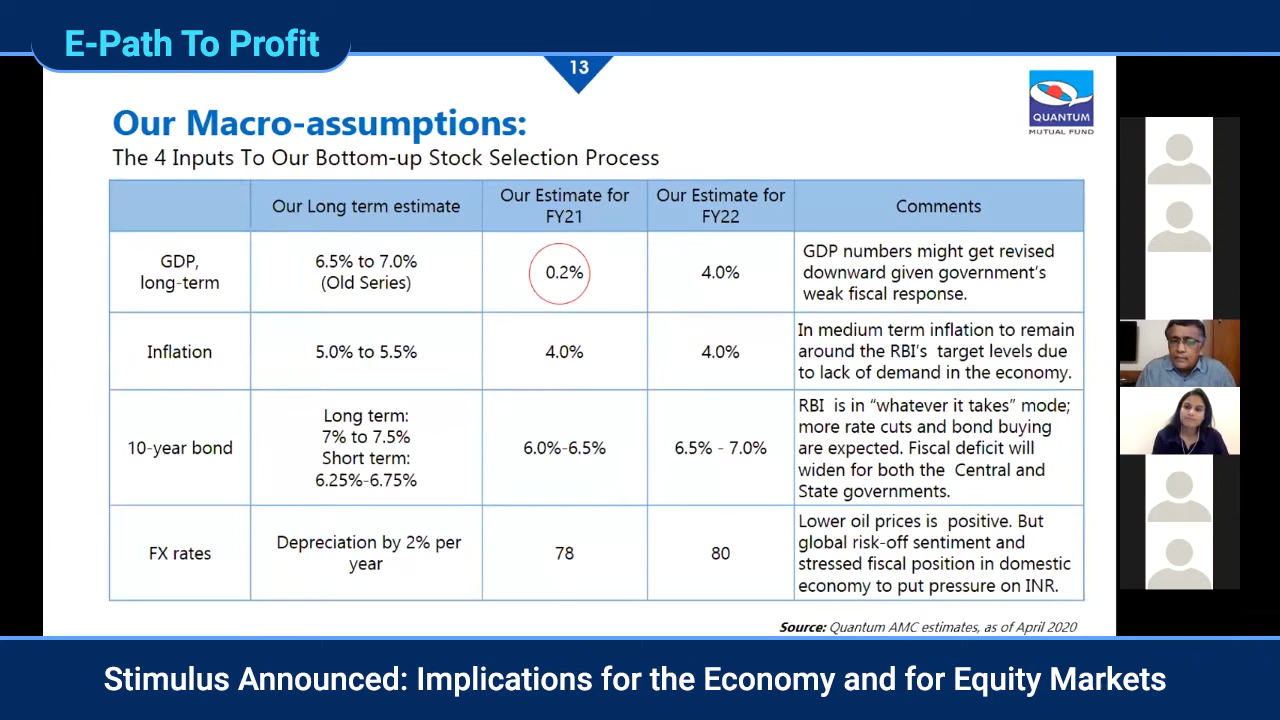 E-Path To Profit
13
QUANTUM
MUTUAL FUND
Our Macro-assumptions:
The 4 Inputs To Our Bottom-up Stock Selection Process
Our Long term estimate
Our Estimate for
FY21
Our Estimate for
FY22
Comments
GDP,
long-term
6.5% to 7.0%
(Old Series)
0.2%
4.0%
GDP numbers might get revised
downward given government's
weak fiscal response.
Inflation
5.0% to 5.5%
4.0%
4.0%
In medium term inflation to remain
around the RBI's target levels due
to lack of demand in the economy.
10-year bond
Long term:
7% to 7.5%
Short term:
6.25%-6.75%
6.0%-6.5%
6.5% - 7.0%
RBI is in “whatever it takes” mode;
more rate cuts and bond buying
are expected. Fiscal deficit will
widen for both the Central and
State governments.
FX rates
Depreciation by 2% per
year
78
80
Lower oil prices is positive. But
global risk-off sentiment and
stressed fiscal position in domestic
economy to put pressure on INR.
Source: Quantum AMC estimates, as of April 2020
Stimulus Announced: Implications for the Economy and for Equity Markets